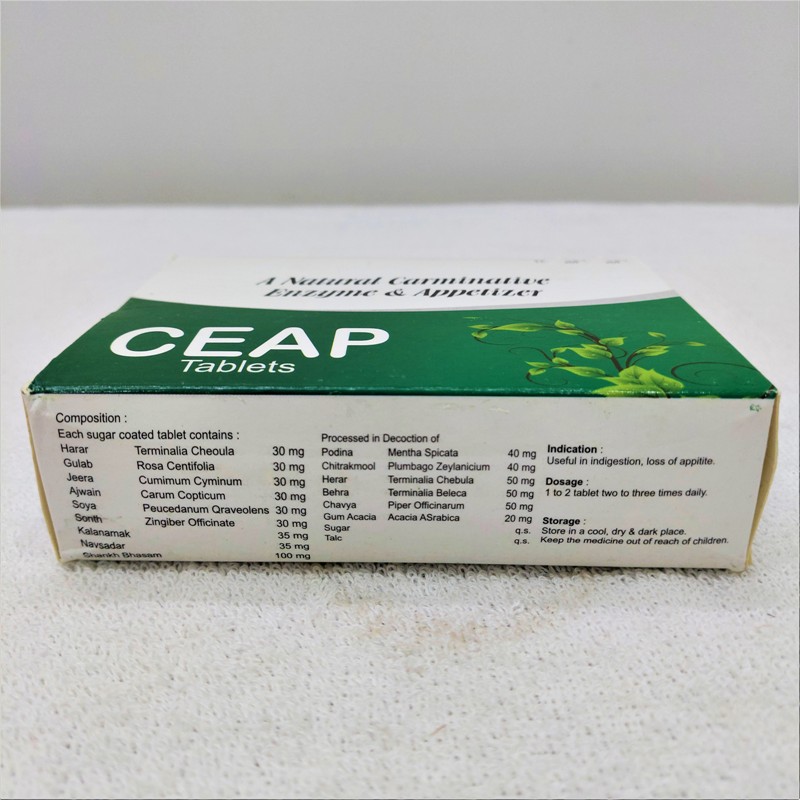 A Natural Carminative
Enzyme & Appetizer
CEAP
Tablets
Composition :
Each sugar coated tablet contains :
Harar Terminalia Cheoula 30 mg
Gulab Rosa Centifolia 30 mg
Jeera Cumimum Cyminum 30 mg
Ajwain Carum Copticum 30 mg
Soya Peucedanum Qraveolens 30 mg
Sonth Zingiber Officinate 30 mg
Kalanamak 35 mg
Navsadar 35 mg
Shankh Bhasam 100 mg
Processed in Decoction of
Podina Mentha Spicata 40 mg
Chitrakmool Plumbago Zeylanicium 40 mg
Herar Terminalia Chebula 50 mg
Behra Terminalia Beleca 50 mg
Chavya Piper Officinarum 50 mg
Gum Acacia Acacia ASrabica 20 mg
Sugar q.s.
Talc q.s.
Indication :
Useful in indigestion, loss of appitite.
Dosage :
1 to 2 tablet two to three times daily.
Storage :
Store in a cool, dry & dark place.
Keep the medicine out of reach of children.